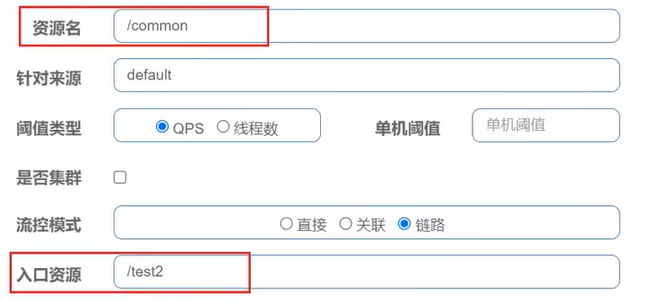 资源名 /common
针对来源 default
阈值类型 QPS 线程数 单机阈值 单机阈值
是否集群
流控模式 直接 关联 链路
入口资源 /test2